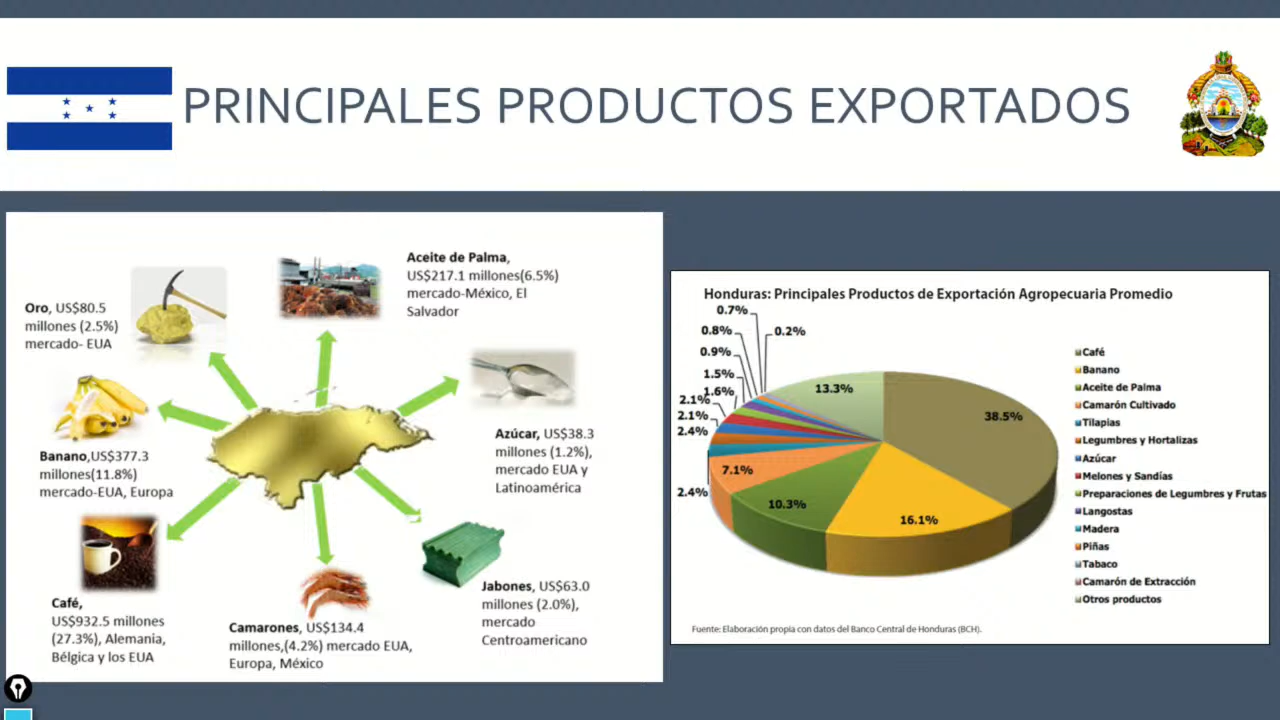 PRINCIPALES PRODUCTOS EXPORTADOS
Aceite de Palma,
US$217.1 millones(6.5%)
mercado-México, El
Salvador
Oro, US$80.5
millones (2.5%)
mercado- EUA
Azúcar, US$38.3
millones (1.2%),
mercado EUA y
Latinoamérica
Banano,US$377.3
millones(11.8%)
mercado-EUA, Europa
Jabones, US$63.0
millones (2.0%),
mercado
Centroamericano
Café,
US$932.5 millones
(27.3%), Alemania,
Bélgica y los EUA
Camarones, US$134.4
millones,(4.2%) mercado EUA,
Europa, México
Honduras: Principales Productos de Exportación Agropecuaria Promedio
0.7%
0.8%
0.2%
0.9%
1.5%
1.6%
2.1%
2.1%
2.4%
2.4%
13.3%
38.5%
7.1%
10.3%
16.1%
Café
Banano
Aceite de Palma
Camarón Cultivado
Tilapias
Legumbres y Hortalizas
Azúcar
Melones y Sandías
Preparaciones de Legumbres y Frutas
Langostas
Madera
Piñas
Tabaco
Camarón de Extracción
Otros productos
Fuente: Elaboración propia con datos del Banco Central de Honduras (BCH).